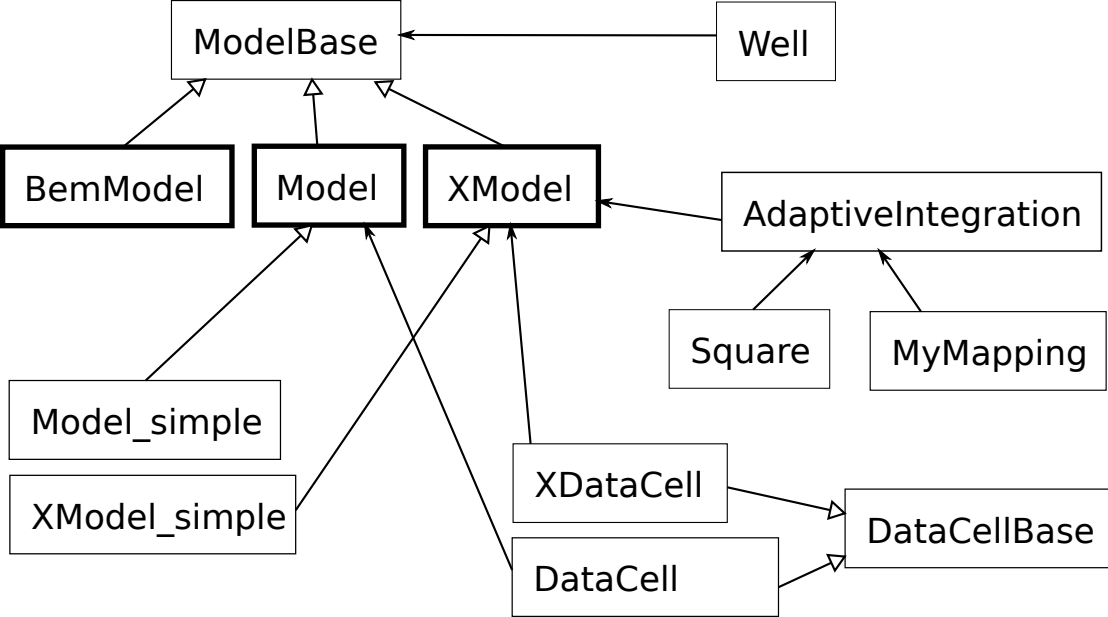 ModelBase
Well
BemModel
Model
XModel
AdaptiveIntegration
Square
MyMapping
Model_simple
XDataCell
XModel_simple
DataCellBase
DataCell